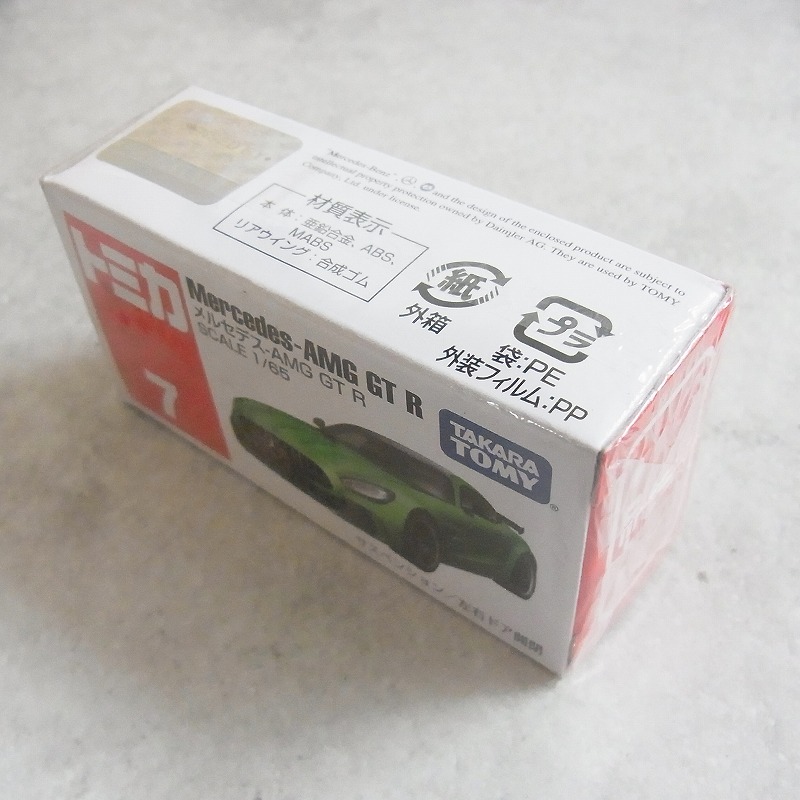 "Mercedes-Benz", and the design of the enclosed product are subject to
intellectual property protection owned by Daimler AG. They are used by TOMY
Company, Ltd. under license.
材質表示
本体:亜鉛合金、ABS、
MABS
リアウイング:合成ゴム
紙
外箱
プラ
袋:PE
外装フィルム:PP
トミカ
7
Mercedes-AMG GT R
メルセデス-AMG GT R
SCALE 1/65
TAKARA
TOMY
®
サスペンション/左右ドア開閉